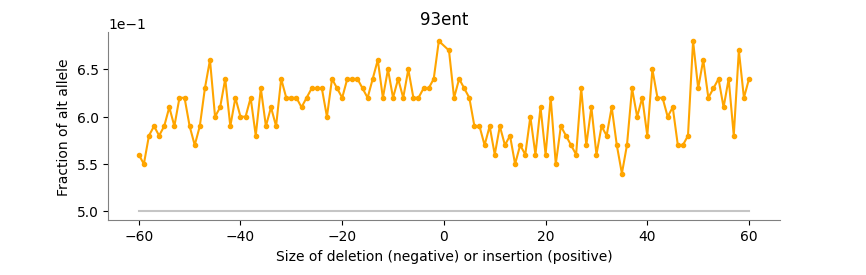 93ent
1e−1
6.5
6.0
5.5
5.0
Fraction of alt allele
−60 −40 −20 0 20 40 60
Size of deletion (negative) or insertion (positive)